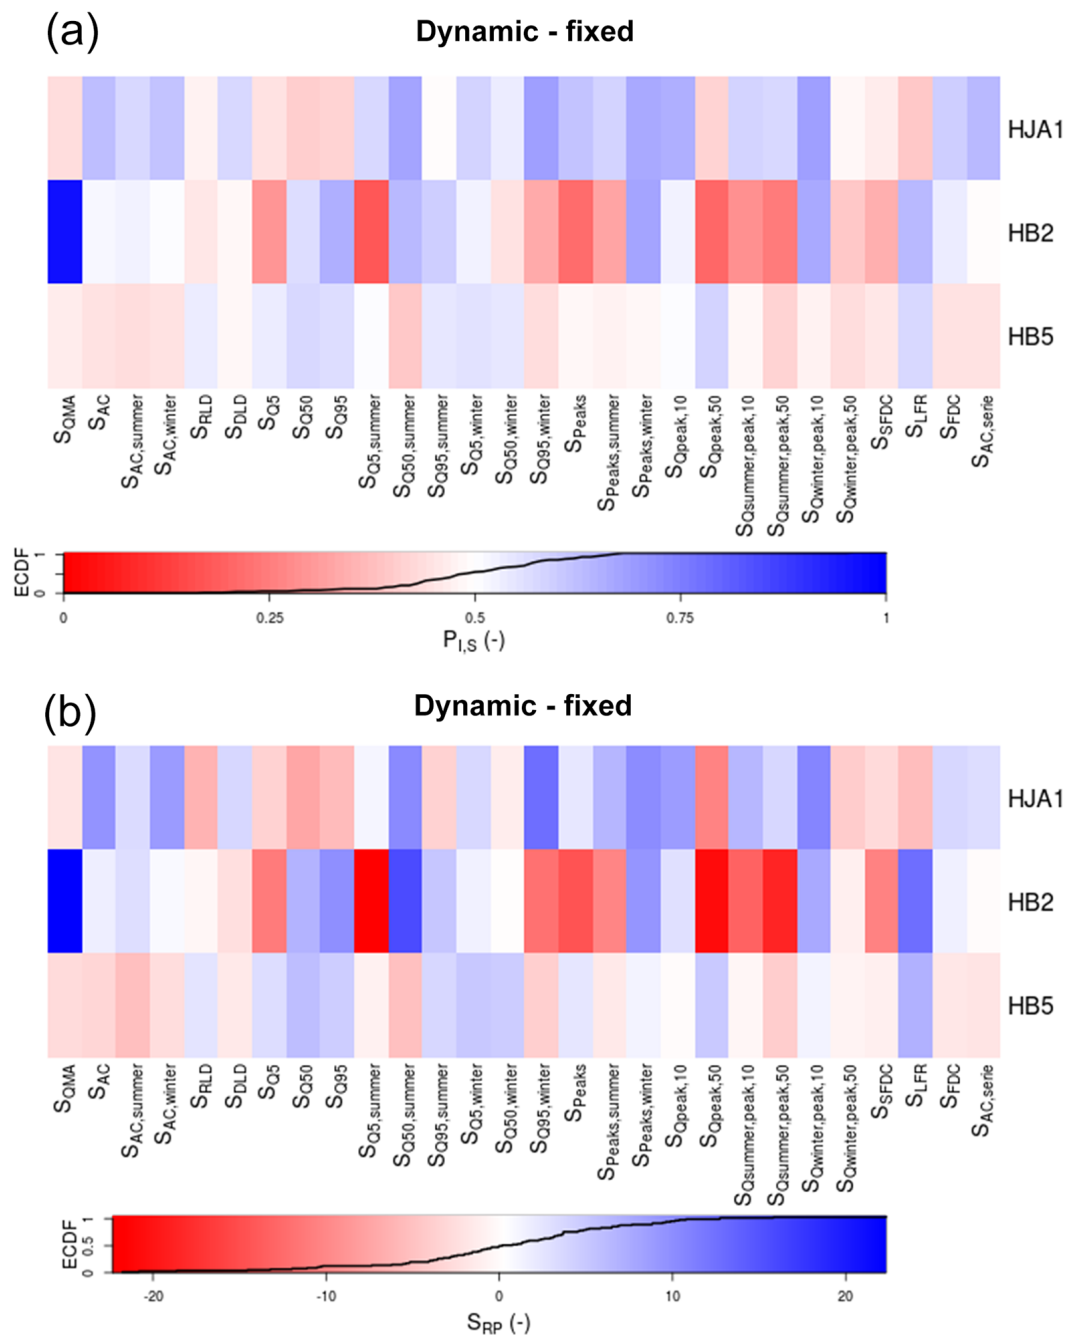 (a)
Dynamic - fixed
HJA1
HB2
HB5
SQMA SAC SAC,summer SAC,winter SRLD SDLD SQ5 SQ50 SQ95 SQ5,summer SQ50,summer SQ95,summer SQ5,winter SQ50,winter SQ95,winter SPeaks SPeaks,summer SPeaks,winter SQpeak,10 SQpeak,50 SQsummer,peak,10 SQsummer,peak,50 SQwinter,peak,10 SQwinter,peak,50 SSFDC SLFR SFDC SAC,serie
ECDF
0 1
0 0.25 0.5 0.75 1
PI,S (-)
(b)
Dynamic - fixed
HJA1
HB2
HB5
SQMA SAC SAC,summer SAC,winter SRLD SDLD SQ5 SQ50 SQ95 SQ5,summer SQ50,summer SQ95,summer SQ5,winter SQ50,winter SQ95,winter SPeaks SPeaks,summer SPeaks,winter SQpeak,10 SQpeak,50 SQsummer,peak,10 SQsummer,peak,50 SQwinter,peak,10 SQwinter,peak,50 SSFDC SLFR SFDC SAC,serie
ECDF
0 0.5 1
-20 -10 0 10 20
SRP (-)